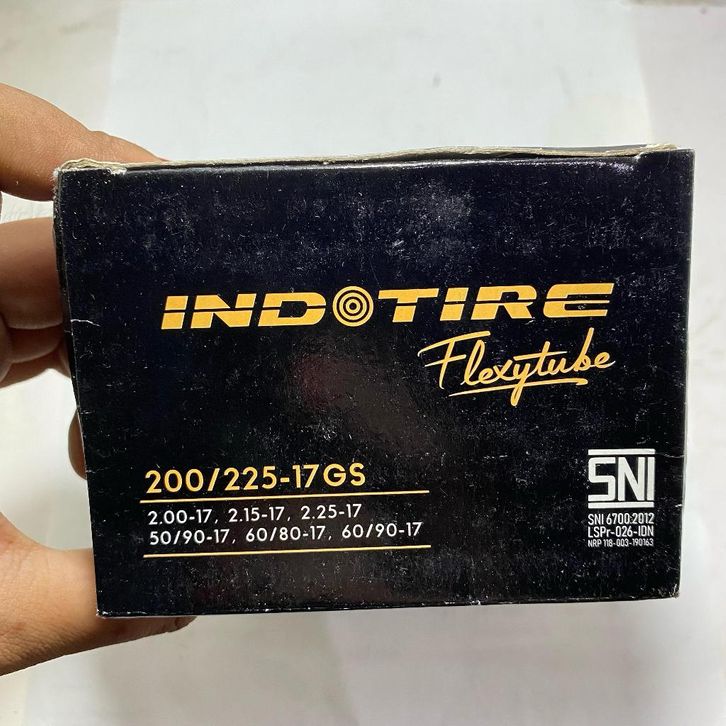 INDOTIRE
Flexytube
200/225-17GS
2.00-17, 2.15-17, 2.25-17
50/90-17, 60/80-17, 60/90-17
SNI
SNI 6700:2012
LSPr-026-IDN
NRP 118-003-190163